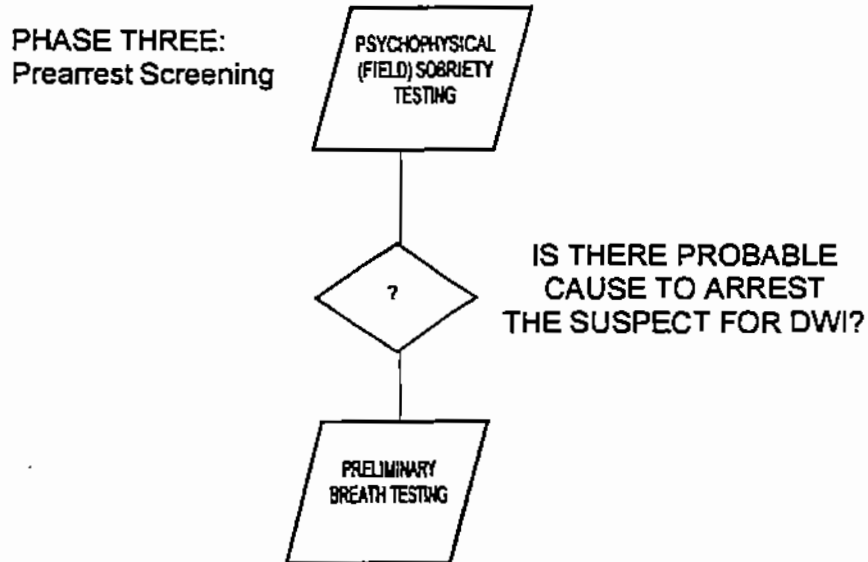 PHASE THREE:
Prearrest Screening
PSYCHOPHYSICAL
(FIELD) SOBRIETY
TESTING
?
IS THERE PROBABLE
CAUSE TO ARREST
THE SUSPECT FOR DWI?
PRELIMINARY
BREATH TESTING